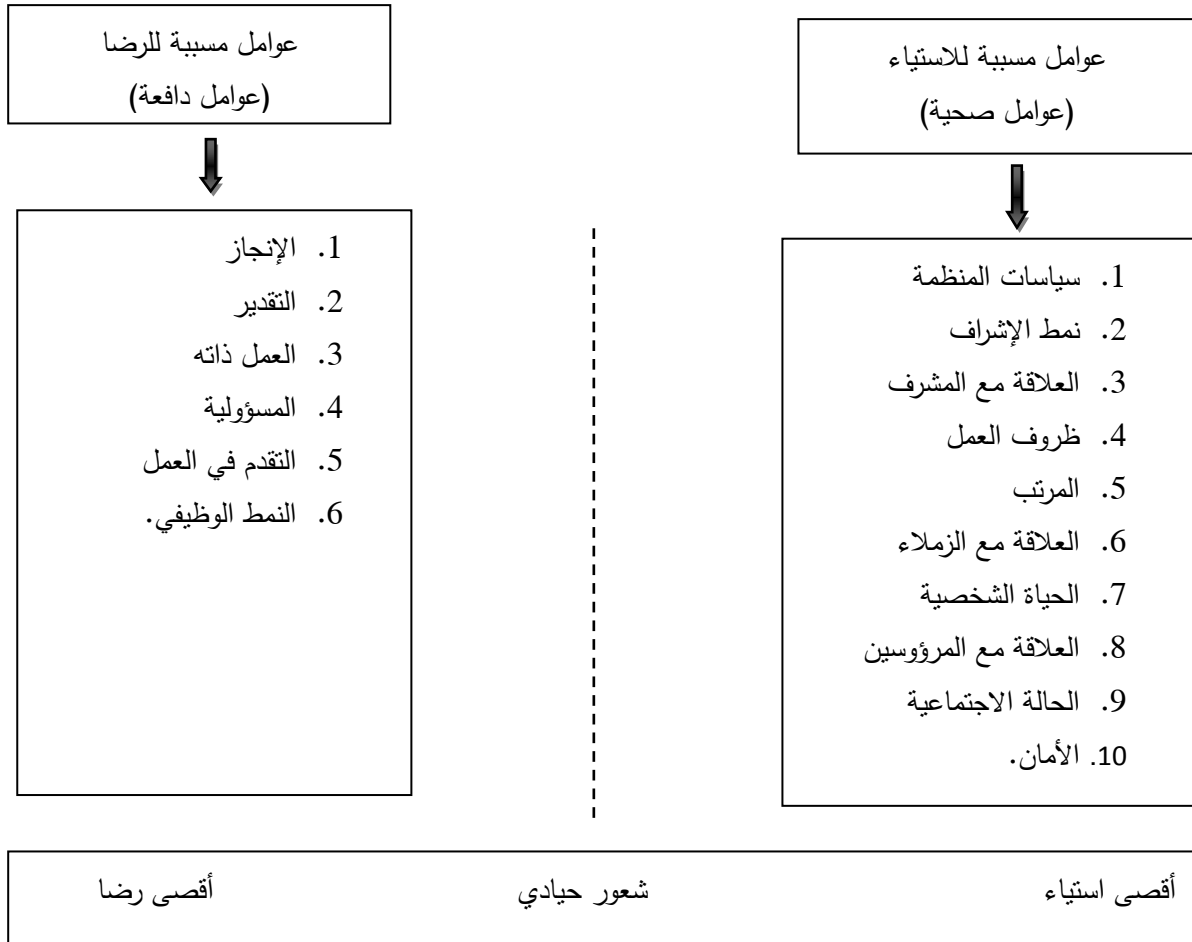 عوامل مسببة للاستياء
(عوامل صحية)
1. سياسات المنظمة
2. نمط الإشراف
3. العلاقة مع المشرف
4. ظروف العمل
5. المرتب
6. العلاقة مع الزملاء
7. الحياة الشخصية
8. العلاقة مع المرؤوسين
9. الحالة الاجتماعية
10. الأمان.
عوامل مسببة للرضا
(عوامل دافعة)
1. الإنجاز
2. التقدير
3. العمل ذاته
4. المسؤولية
5. التقدم في العمل
6. النمط الوظيفي.
أقصى استياء شعور حيادي أقصى رضا